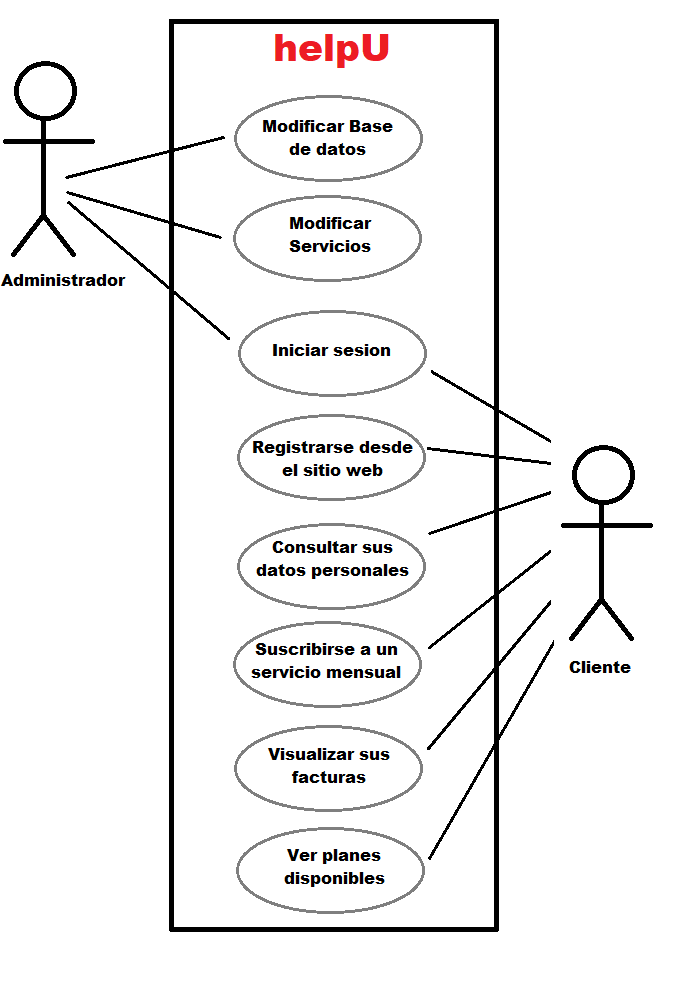 helpU
Modificar Base
de datos
Modificar
Servicios
Administrador
Iniciar sesion
Registrarse desde
el sitio web
Consultar sus
datos personales
Suscribirse a un
servicio mensual
Cliente
Visualizar sus
facturas
Ver planes
disponibles